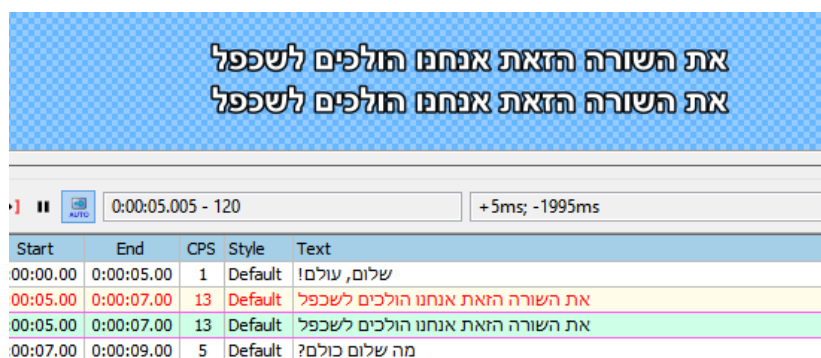 את השורה הזאת אנחנו הולכים לשכפל
את השורה הזאת אנחנו הולכים לשכפל
AUTO 0:00:05.005 - 120 +5ms; -1995ms
Start End CPS Style Text
:00:00.00 0:00:05.00 1 Default שלום, עולם!
:00:05.00 0:00:07.00 13 Default את השורה הזאת אנחנו הולכים לשכפל
:00:05.00 0:00:07.00 13 Default את השורה הזאת אנחנו הולכים לשכפל
:00:07.00 0:00:09.00 5 Default מה שלום כולם?